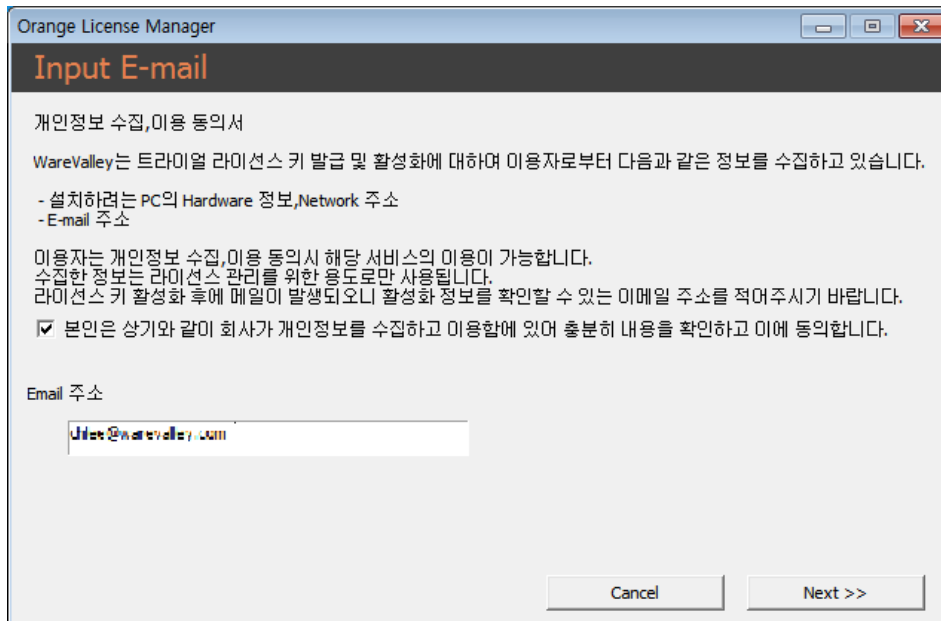 Orange License Manager
Input E-mail
개인정보 수집,이용 동의서
WareValley는 트라이얼 라이선스 키 발급 및 활성화에 대하여 이용자로부터 다음과 같은 정보를 수집하고 있습니다.
- 설치하려는 PC의 Hardware 정보,Network 주소
- E-mail 주소
이용자는 개인정보 수집,이용 동의시 해당 서비스의 이용이 가능합니다.
수집한 정보는 라이선스 관리를 위한 용도로만 사용됩니다.
라이선스 키 활성화 후에 메일이 발생되오니 활성화 정보를 확인할 수 있는 이메일 주소를 적어주시기 바랍니다.
본인은 상기와 같이 회사가 개인정보를 수집하고 이용함에 있어 충분히 내용을 확인하고 이에 동의합니다.
Email 주소
Cancel
Next >>